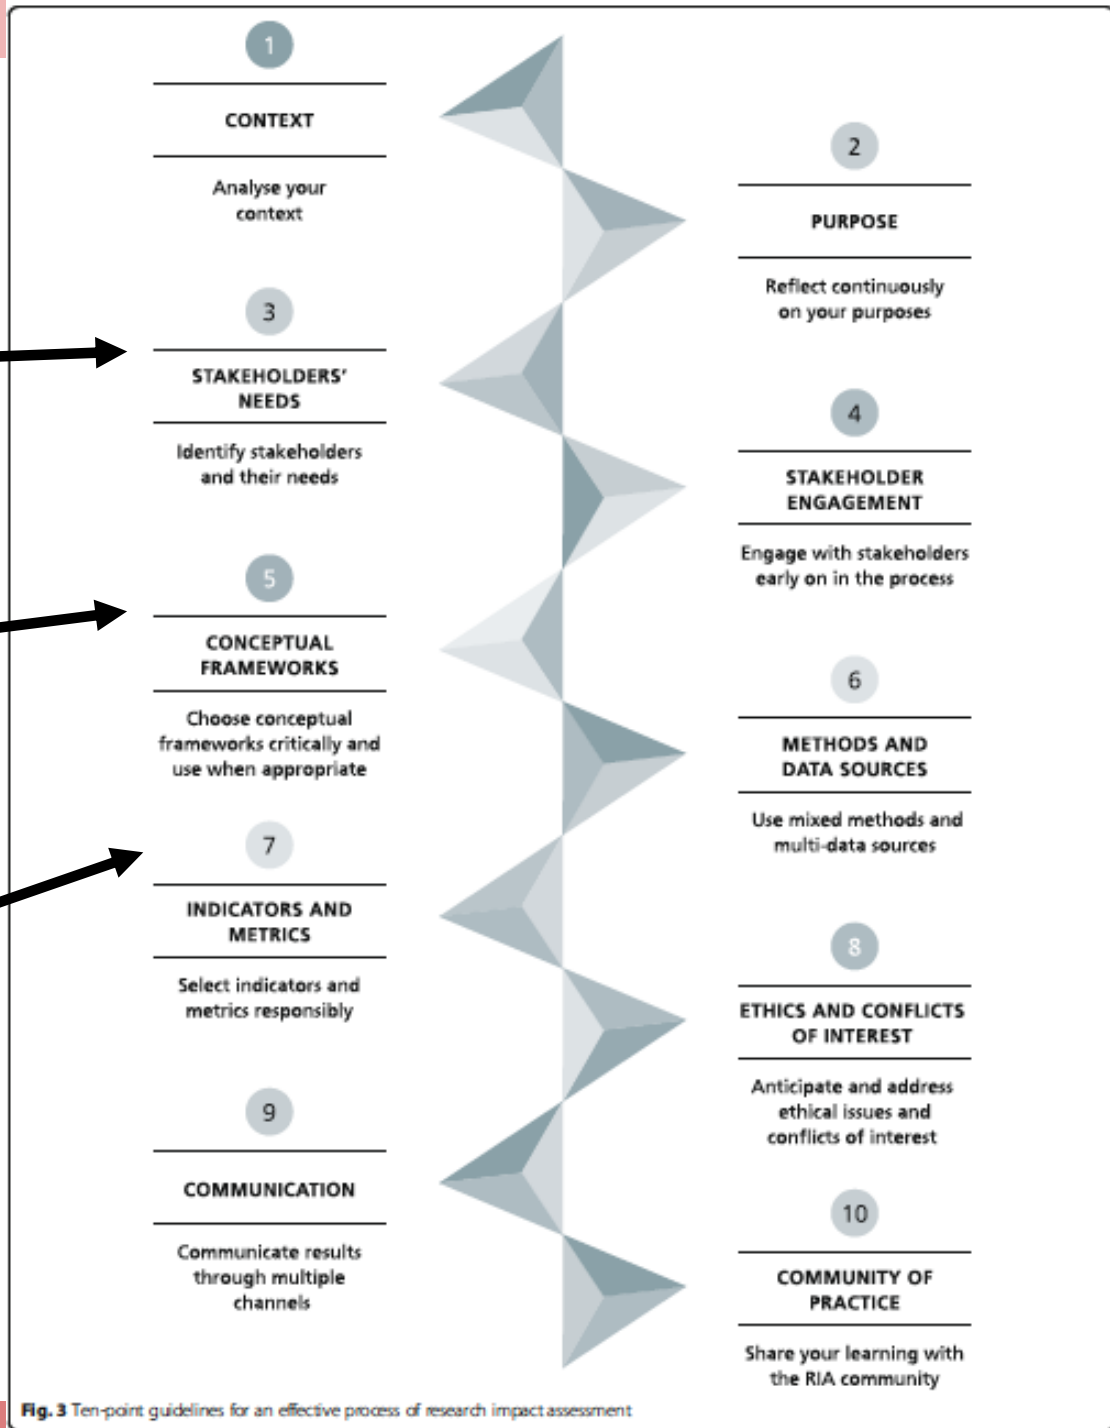 1
CONTEXT
Analyse your
context
2
PURPOSE
Reflect continuously
on your purposes
3
STAKEHOLDERS'
NEEDS
Identify stakeholders
and their needs
4
STAKEHOLDER
ENGAGEMENT
Engage with stakeholders
early on in the process
5
CONCEPTUAL
FRAMEWORKS
Choose conceptual
frameworks critically and
use when appropriate
6
METHODS AND
DATA SOURCES
Use mixed methods and
multi-data sources
7
INDICATORS AND
METRICS
Select indicators and
metrics responsibly
8
ETHICS AND CONFLICTS
OF INTEREST
Anticipate and address
ethical issues and
conflicts of interest
9
COMMUNICATION
Communicate results
through multiple
channels
10
COMMUNITY OF
PRACTICE
Share your learning with
the RIA community
Fig. 3 Ten-point guidelines for an effective process of research impact assessment